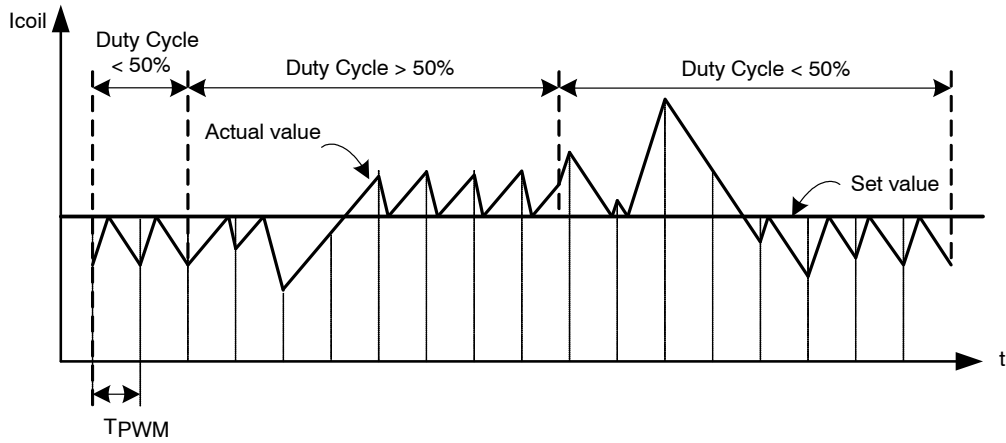 Icoil
Duty Cycle
< 50%
Duty Cycle > 50%
Duty Cycle < 50%
Actual value
Set value
t
TPWM